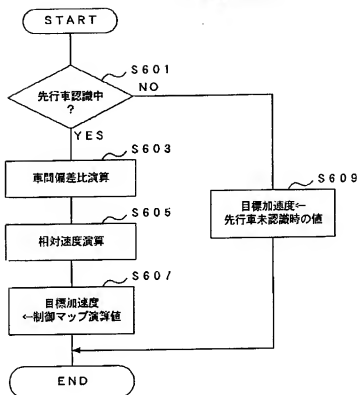 START
S601
先行車認識中
?
NO
YES
S603
車間偏差比演算
S605
相対速度演算
S607
目標加速度
←制御マップ演算値
S609
目標加速度←
先行車未認識時の値
END